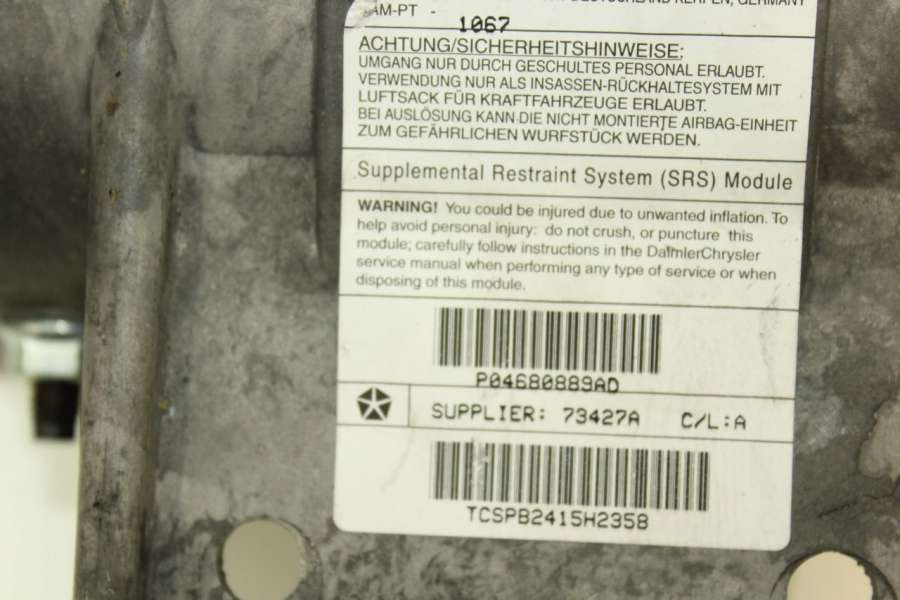 DEUTSCHLAND KERPEN, GERMANY
AM-PT -
1067
ACHTUNG/SICHERHEITSHINWEISE:
UMGANG NUR DURCH GESCHULTES PERSONAL ERLAUBT.
VERWENDUNG NUR ALS INSASSEN-RÜCKHALTESYSTEM MIT
LUFTSACK FÜR KRAFTFAHRZEUGE ERLAUBT.
BEI AUSLÖSUNG KANN DIE NICHT MONTIERTE AIRBAG-EINHEIT
ZUM GEFÄHRLICHEN WURFSTÜCK WERDEN.
Supplemental Restraint System (SRS) Module
WARNING! You could be injured due to unwanted inflation. To
help avoid personal injury: do not crush, or puncture this
module; carefully follow instructions in the DaimlerChrysler
service manual when performing any type of service or when
disposing of this module.
P04680889AD
SUPPLIER: 73427A C/L:A
TCSPB2415H2358